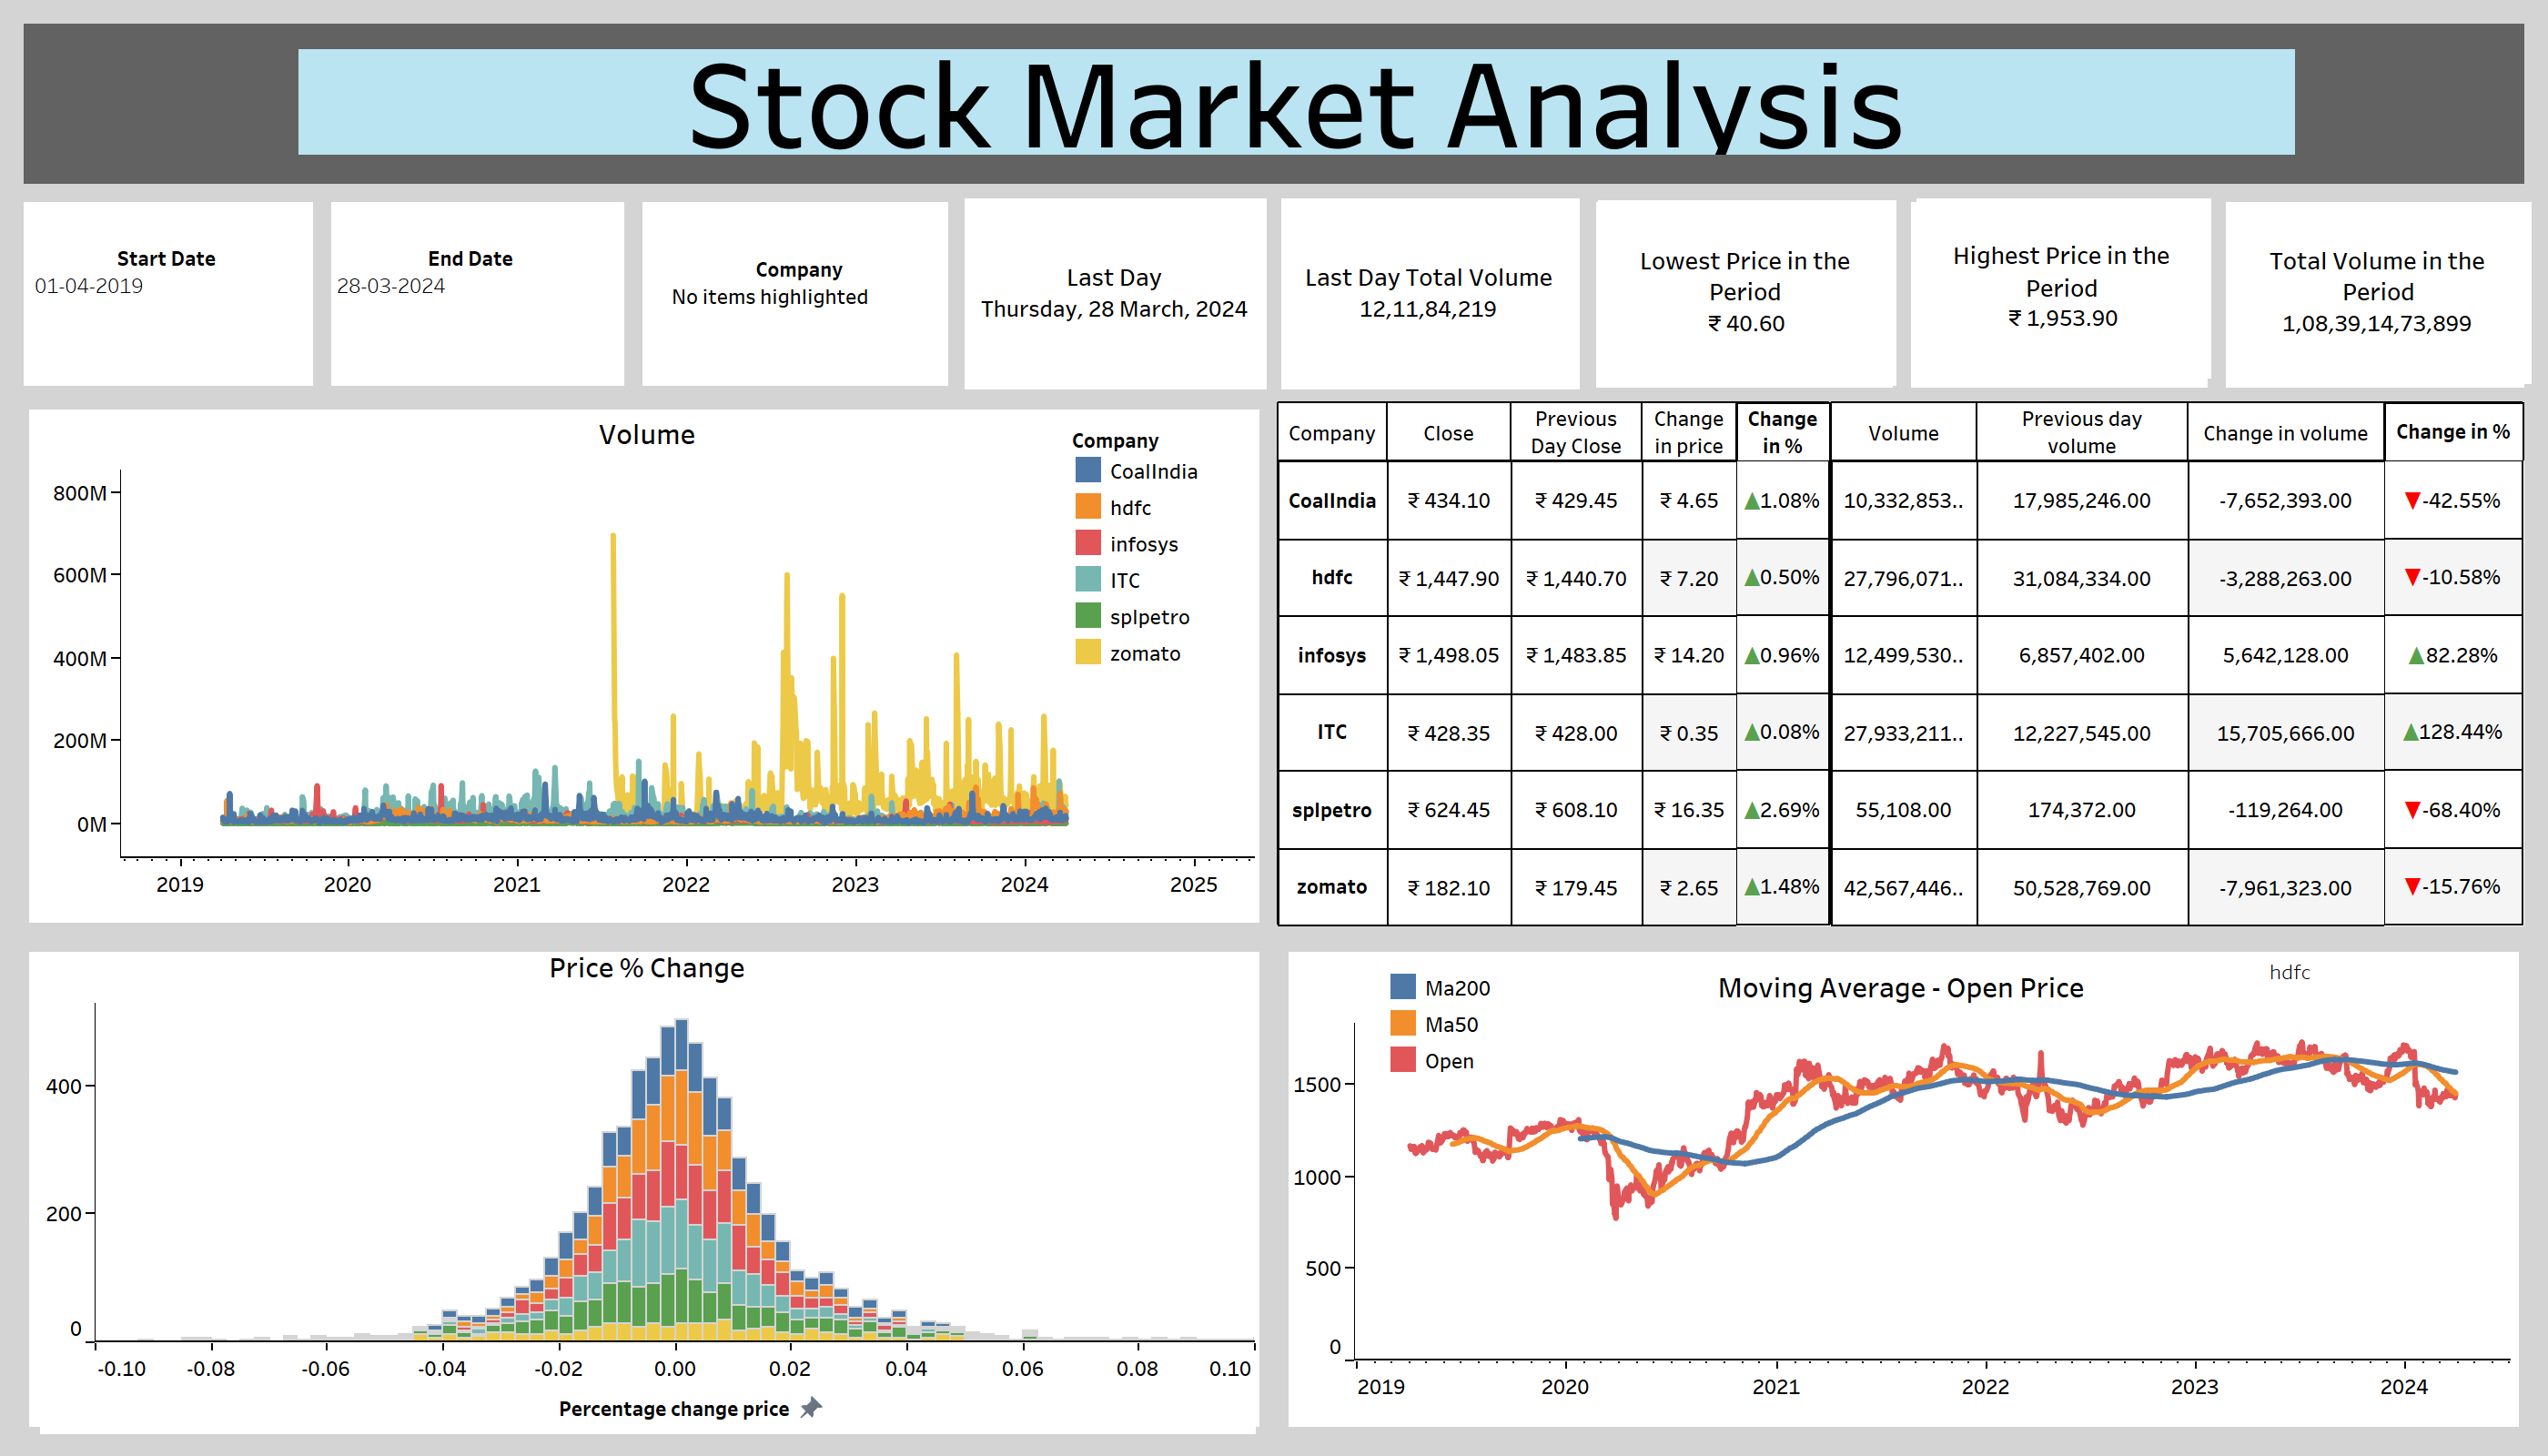 Stock Market Analysis
Start Date
01-04-2019
End Date
28-03-2024
Company
No items highlighted
Last Day
Thursday, 28 March, 2024
Last Day Total Volume
12,11,84,219
Lowest Price in the
Period
₹ 40.60
Highest Price in the
Period
₹ 1,953.90
Total Volume in the
Period
1,08,39,14,73,899
Volume
Company
CoalIndia
hdfc
infosys
ITC
splpetro
zomato
800M
600M
400M
200M
0M
2019 2020 2021 2022 2023 2024 2025
Company Close Previous Day Close Change in price Change in % Volume Previous day volume Change in volume Change in %
CoalIndia ₹ 434.10 ₹ 429.45 ₹ 4.65 ▲1.08% 10,332,853.. 17,985,246.00 -7,652,393.00 ▼-42.55%
hdfc ₹ 1,447.90 ₹ 1,440.70 ₹ 7.20 ▲0.50% 27,796,071.. 31,084,334.00 -3,288,263.00 ▼-10.58%
infosys ₹ 1,498.05 ₹ 1,483.85 ₹ 14.20 ▲0.96% 12,499,530.. 6,857,402.00 5,642,128.00 ▲82.28%
ITC ₹ 428.35 ₹ 428.00 ₹ 0.35 ▲0.08% 27,933,211.. 12,227,545.00 15,705,666.00 ▲128.44%
splpetro ₹ 624.45 ₹ 608.10 ₹ 16.35 ▲2.69% 55,108.00 174,372.00 -119,264.00 ▼-68.40%
zomato ₹ 182.10 ₹ 179.45 ₹ 2.65 ▲1.48% 42,567,446.. 50,528,769.00 -7,961,323.00 ▼-15.76%
Price % Change
400
200
0
-0.10 -0.08 -0.06 -0.04 -0.02 0.00 0.02 0.04 0.06 0.08 0.10
Percentage change price
Ma200
Ma50
Open
Moving Average - Open Price
hdfc
1500
1000
500
0
2019 2020 2021 2022 2023 2024